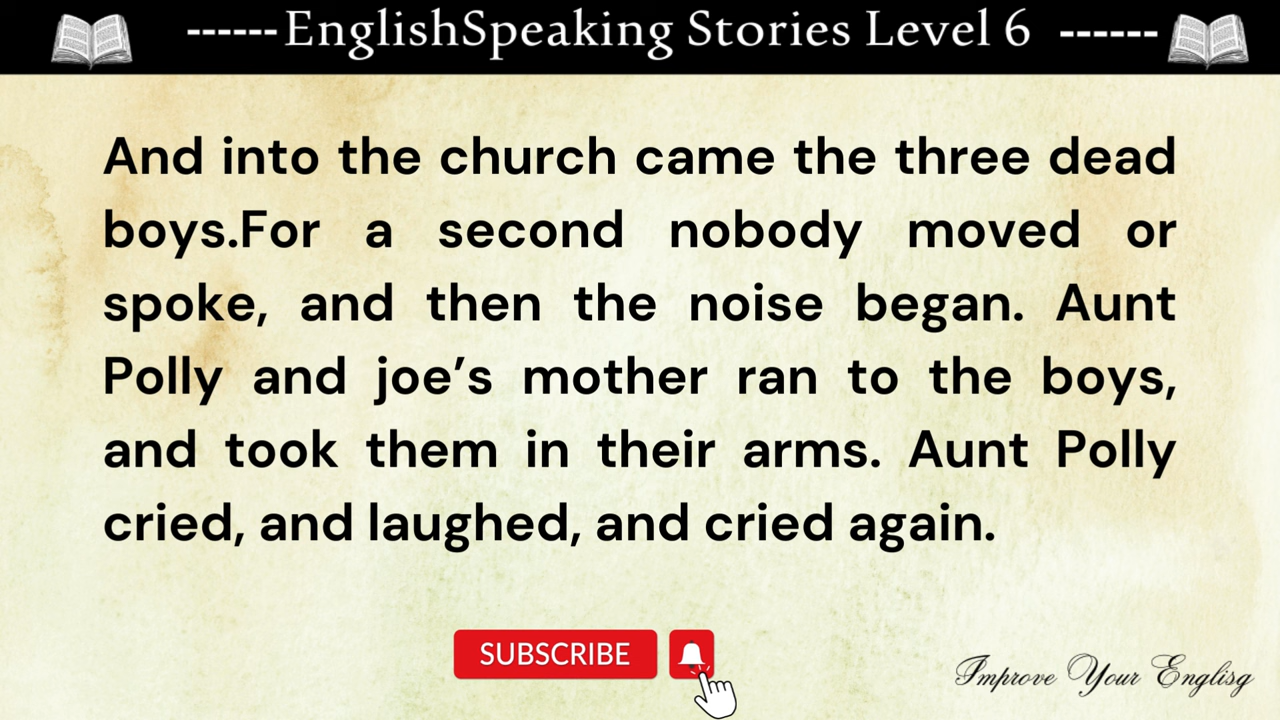 ------EnglishSpeaking Stories Level 6 ------
And into the church came the three dead
boys.For a second nobody moved or
spoke, and then the noise began. Aunt
Polly and joe’s mother ran to the boys,
and took them in their arms. Aunt Polly
cried, and laughed, and cried again.
SUBSCRIBE
Improve Your Englisg